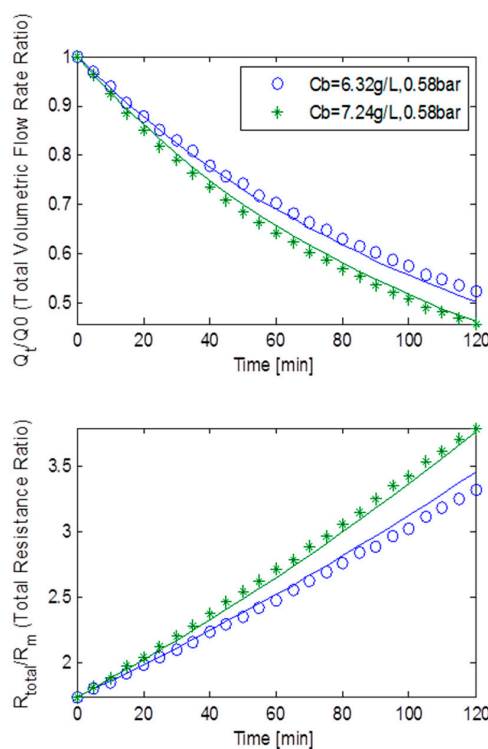 1
0.9
0.8
0.7
0.6
0.5
Qt/Q0 (Total Volumetric Flow Rate Ratio)
Cb=6.32g/L,0.58bar
Cb=7.24g/L,0.58bar
0 20 40 60 80 100 120
Time [min]
3.5
3
2.5
2
Rtotal/Rm (Total Resistance Ratio)
0 20 40 60 80 100 120
Time [min]